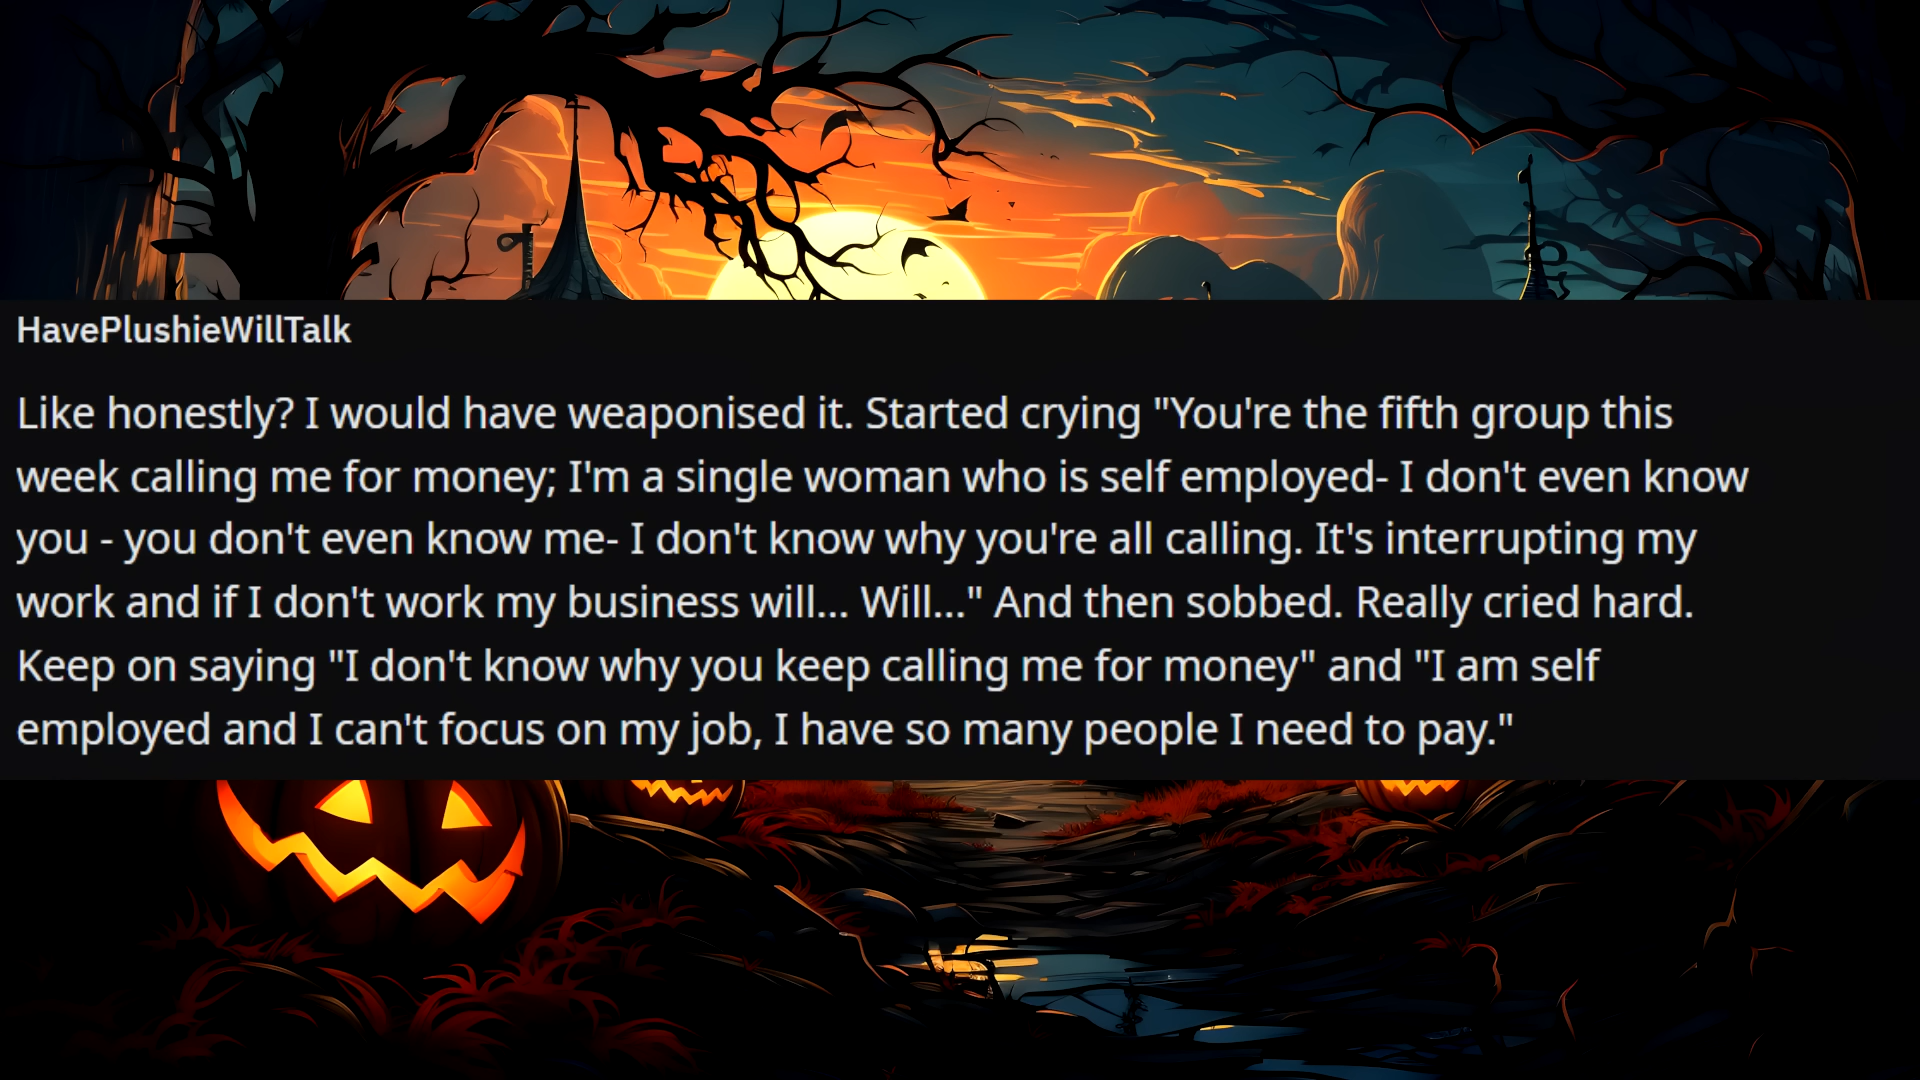 HavePlushieWillTalk
Like honestly? I would have weaponised it. Started crying "You're the fifth group this
week calling me for money; I'm a single woman who is self employed- I don't even know
you - you don't even know me- I don't know why you're all calling. It's interrupting my
work and if I don't work my business will... Will..." And then sobbed. Really cried hard.
Keep on saying "I don't know why you keep calling me for money" and "I am self
employed and I can't focus on my job, I have so many people I need to pay."